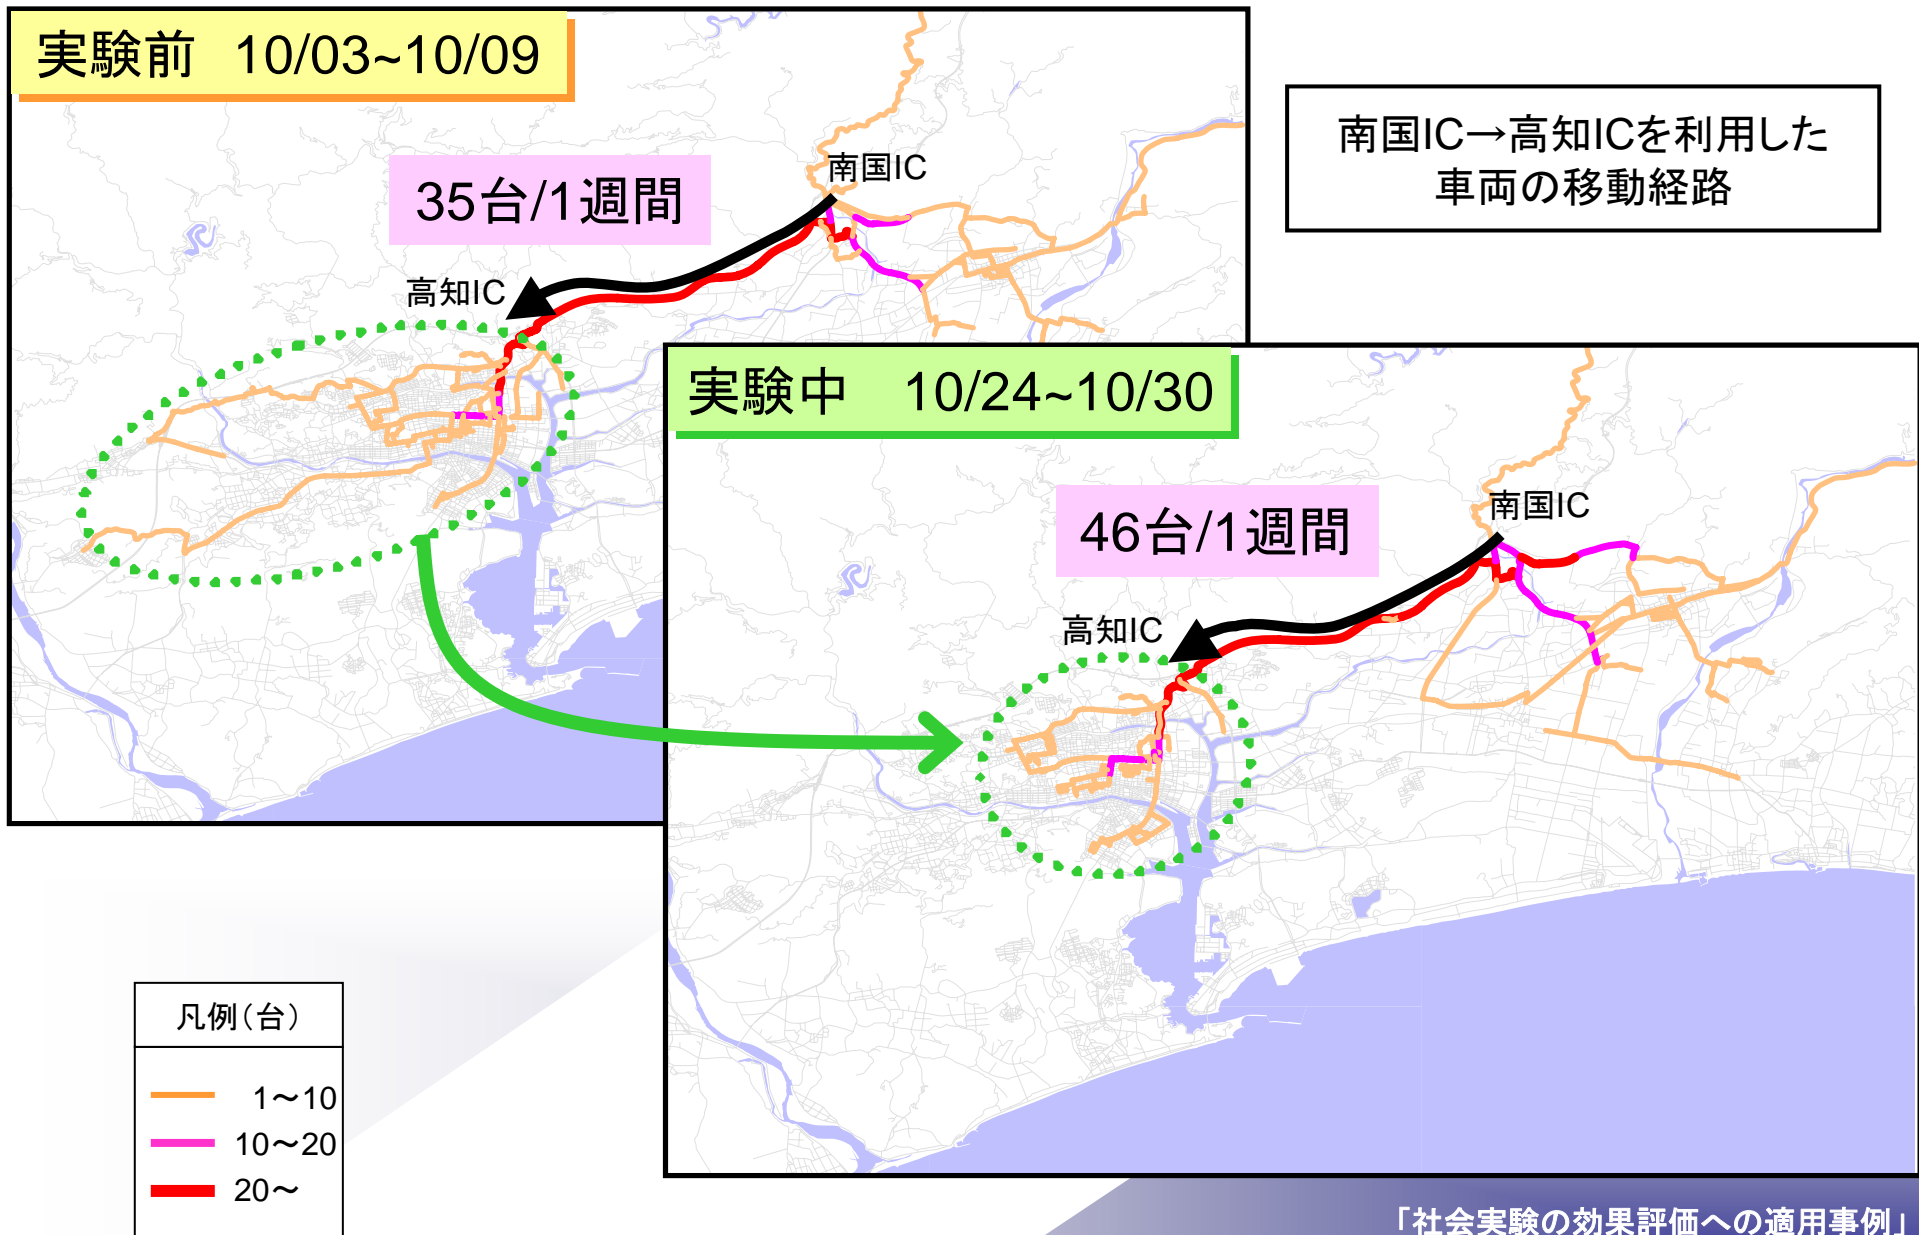 実験前　10/03~10/09
南国IC→高知ICを利用した
車両の移動経路
南国IC
35台/1週間
高知IC
実験中　10/24~10/30
南国IC
46台/1週間
高知IC
凡例（台）
1～10
10～20
20～
「社会実験の効果評価への適用事例」